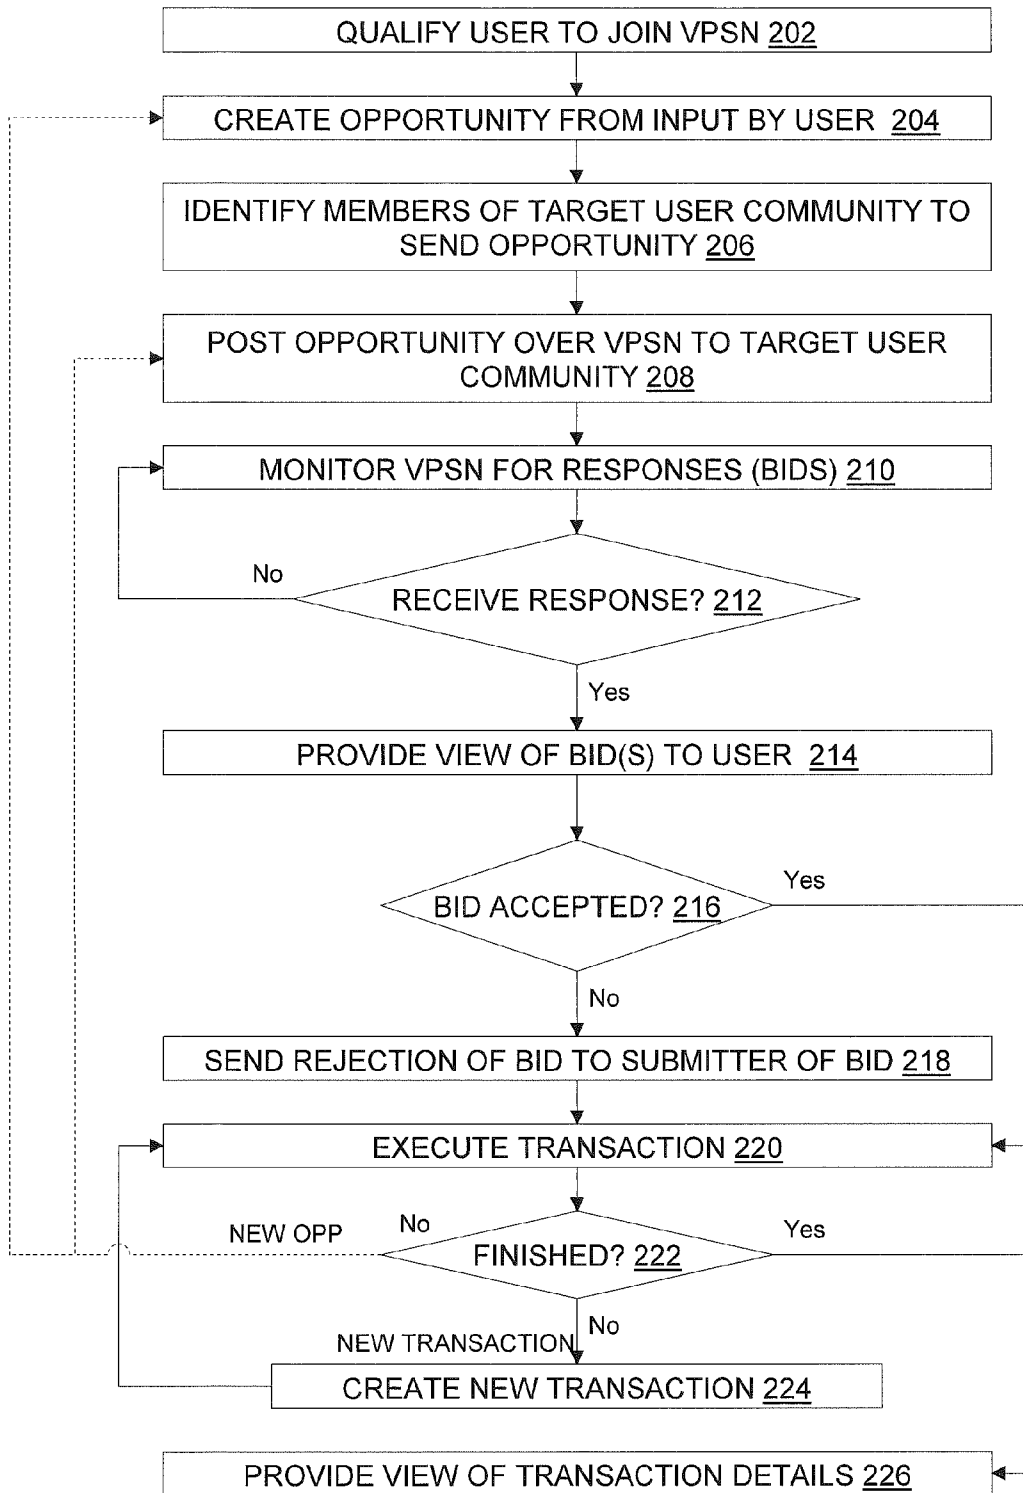 QUALIFY USER TO JOIN VPSN 202
CREATE OPPORTUNITY FROM INPUT BY USER 204
IDENTIFY MEMBERS OF TARGET USER COMMUNITY TO
SEND OPPORTUNITY 206
POST OPPORTUNITY OVER VPSN TO TARGET USER
COMMUNITY 208
MONITOR VPSN FOR RESPONSES (BIDS) 210
No
RECEIVE RESPONSE? 212
Yes
PROVIDE VIEW OF BID(S) TO USER 214
Yes
BID ACCEPTED? 216
No
SEND REJECTION OF BID TO SUBMITTER OF BID 218
EXECUTE TRANSACTION 220
NEW OPP
No
Yes
FINISHED? 222
No
NEW TRANSACTION
CREATE NEW TRANSACTION 224
PROVIDE VIEW OF TRANSACTION DETAILS 226